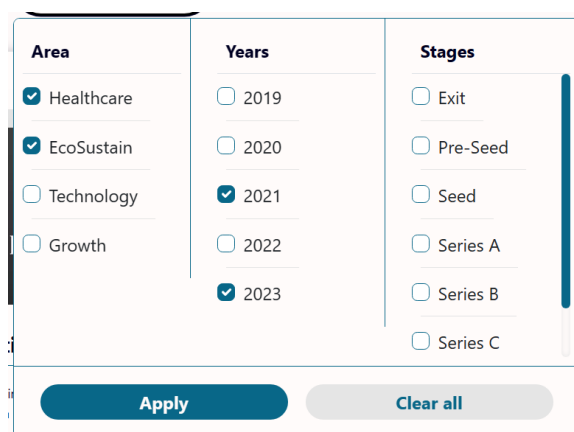 Area
Healthcare
EcoSustain
Technology
Growth
Years
2019
2020
2021
2022
2023
Stages
Exit
Pre-Seed
Seed
Series A
Series B
Series C
Apply
Clear all